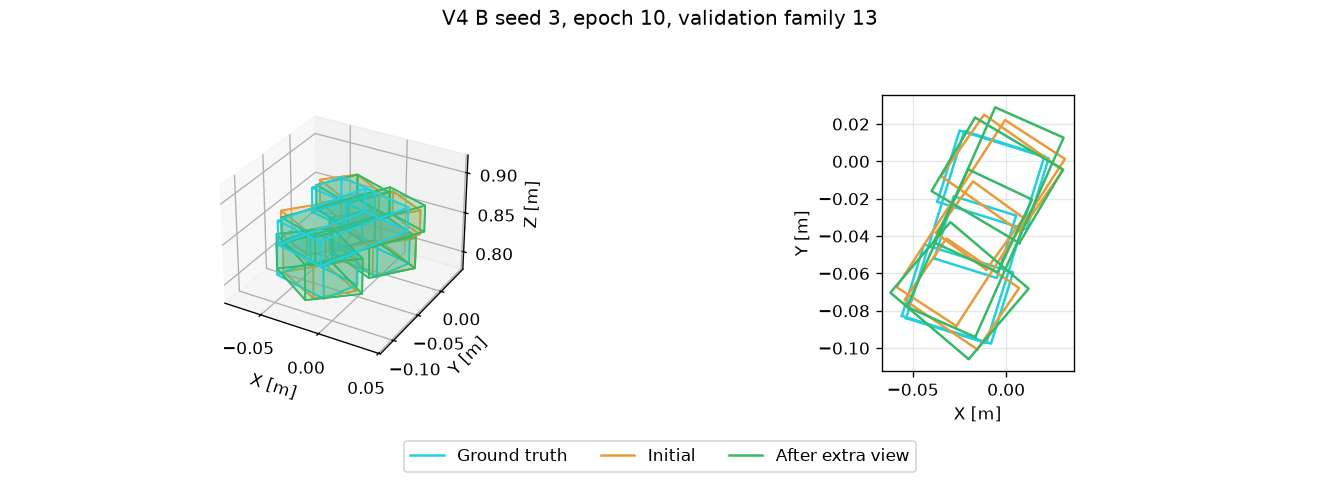 V4 B seed 3, epoch 10, validation family 13
0.90
0.85
0.80
Z [m]
−0.05
0.00
0.05
X [m]
0.00
−0.05
−0.10
Y [m]
0.02
0.00
−0.02
−0.04
−0.06
−0.08
−0.10
Y [m]
−0.05
0.00
X [m]
Ground truth
Initial
After extra view